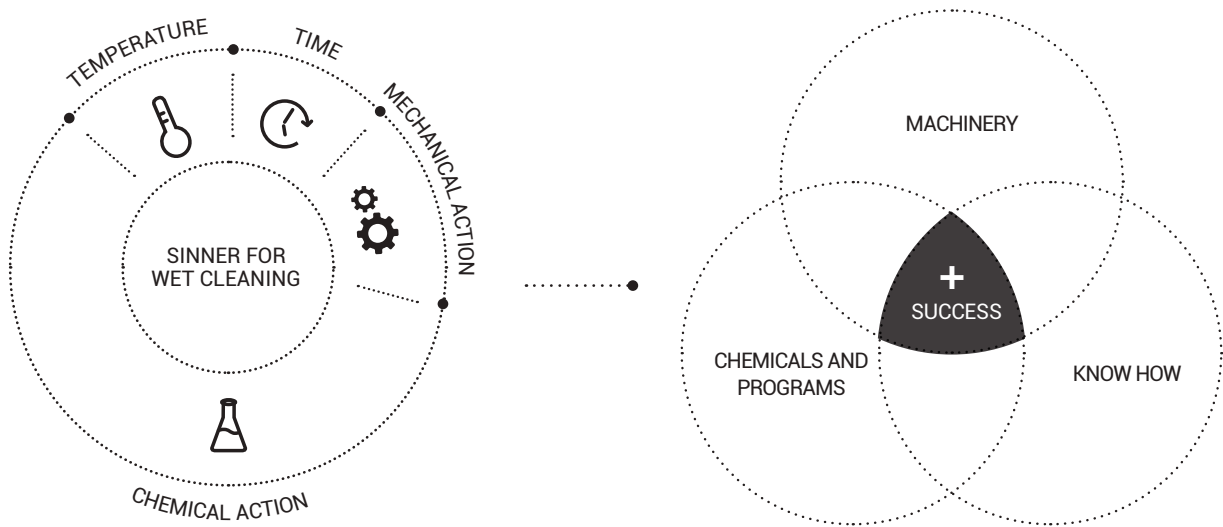 TEMPERATURE
TIME
MECHANICAL ACTION
SINNER FOR
WET CLEANING
CHEMICAL ACTION
MACHINERY
+
SUCCESS
CHEMICALS AND
PROGRAMS
KNOW HOW